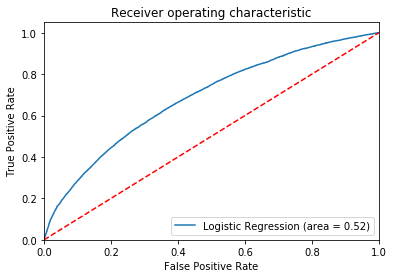 Receiver operating characteristic
True Positive Rate
1.0
0.8
0.6
0.4
0.2
0.0
Logistic Regression (area = 0.52)
0.0 0.2 0.4 0.6 0.8 1.0
False Positive Rate